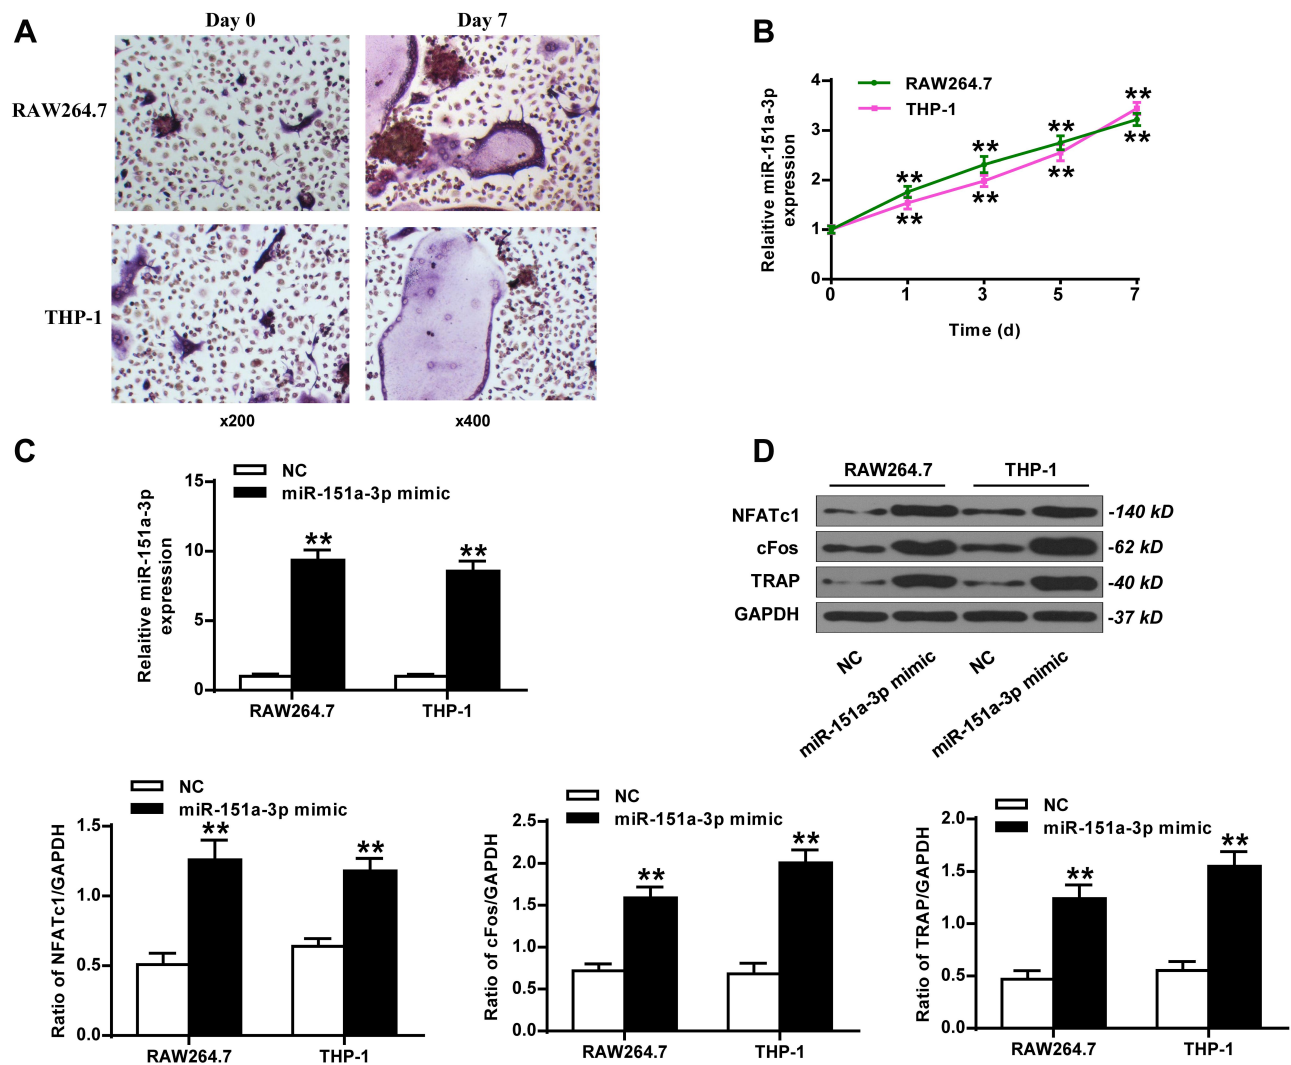 A
Day 0
Day 7
RAW264.7
THP-1
x200
x400
B
Relaitive miR-151a-3p
expression
4
3
2
1
0
RAW264.7
THP-1
**
**
**
**
**
**
**
**
0
1
3
5
7
Time (d)
C
NC
miR-151a-3p mimic
Relaitive miR-151a-3p
expression
15
10
5
0
**
**
RAW264.7
THP-1
D
RAW264.7
THP-1
NFATc1
-140 kD
cFos
-62 kD
TRAP
-40 kD
GAPDH
-37 kD
NC
miR-151a-3p mimic
NC
miR-151a-3p mimic
NC
miR-151a-3p mimic
Ratio of NFATc1/GAPDH
1.5
1.0
0.5
0.0
**
**
RAW264.7
THP-1
NC
miR-151a-3p mimic
Ratio of cFos/GAPDH
2.5
2.0
1.5
1.0
0.5
0.0
**
**
RAW264.7
THP-1
NC
miR-151a-3p mimic
Ratio of TRAP/GAPDH
2.0
1.5
1.0
0.5
0.0
**
**
RAW264.7
THP-1